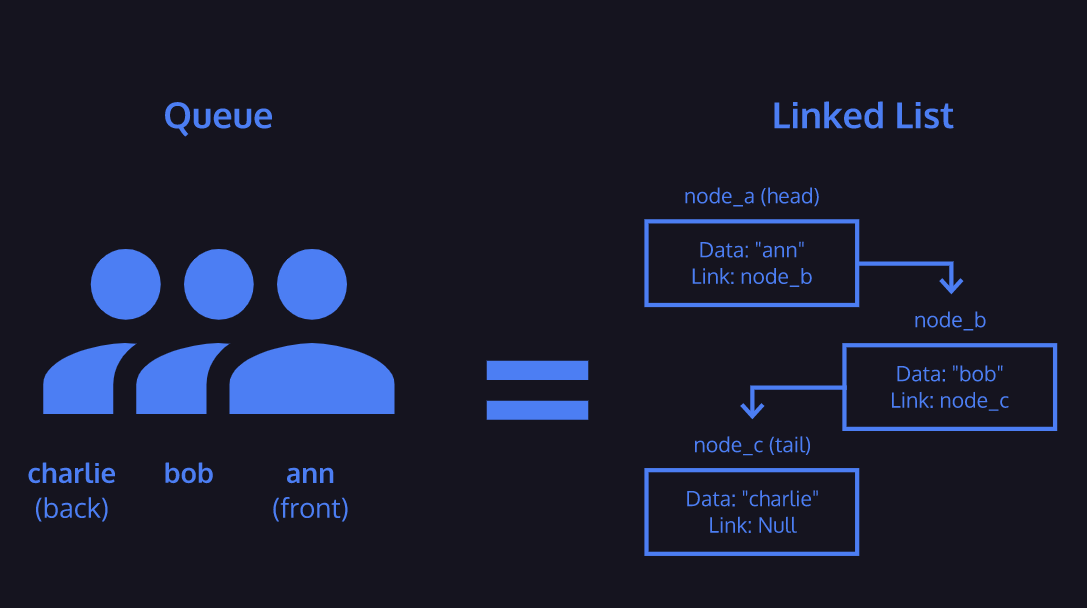 Queue
charlie
(back)
bob
ann
(front)
Linked List
node_a (head)
Data: "ann"
Link: node_b
node_b
Data: "bob"
Link: node_c
node_c (tail)
Data: "charlie"
Link: Null